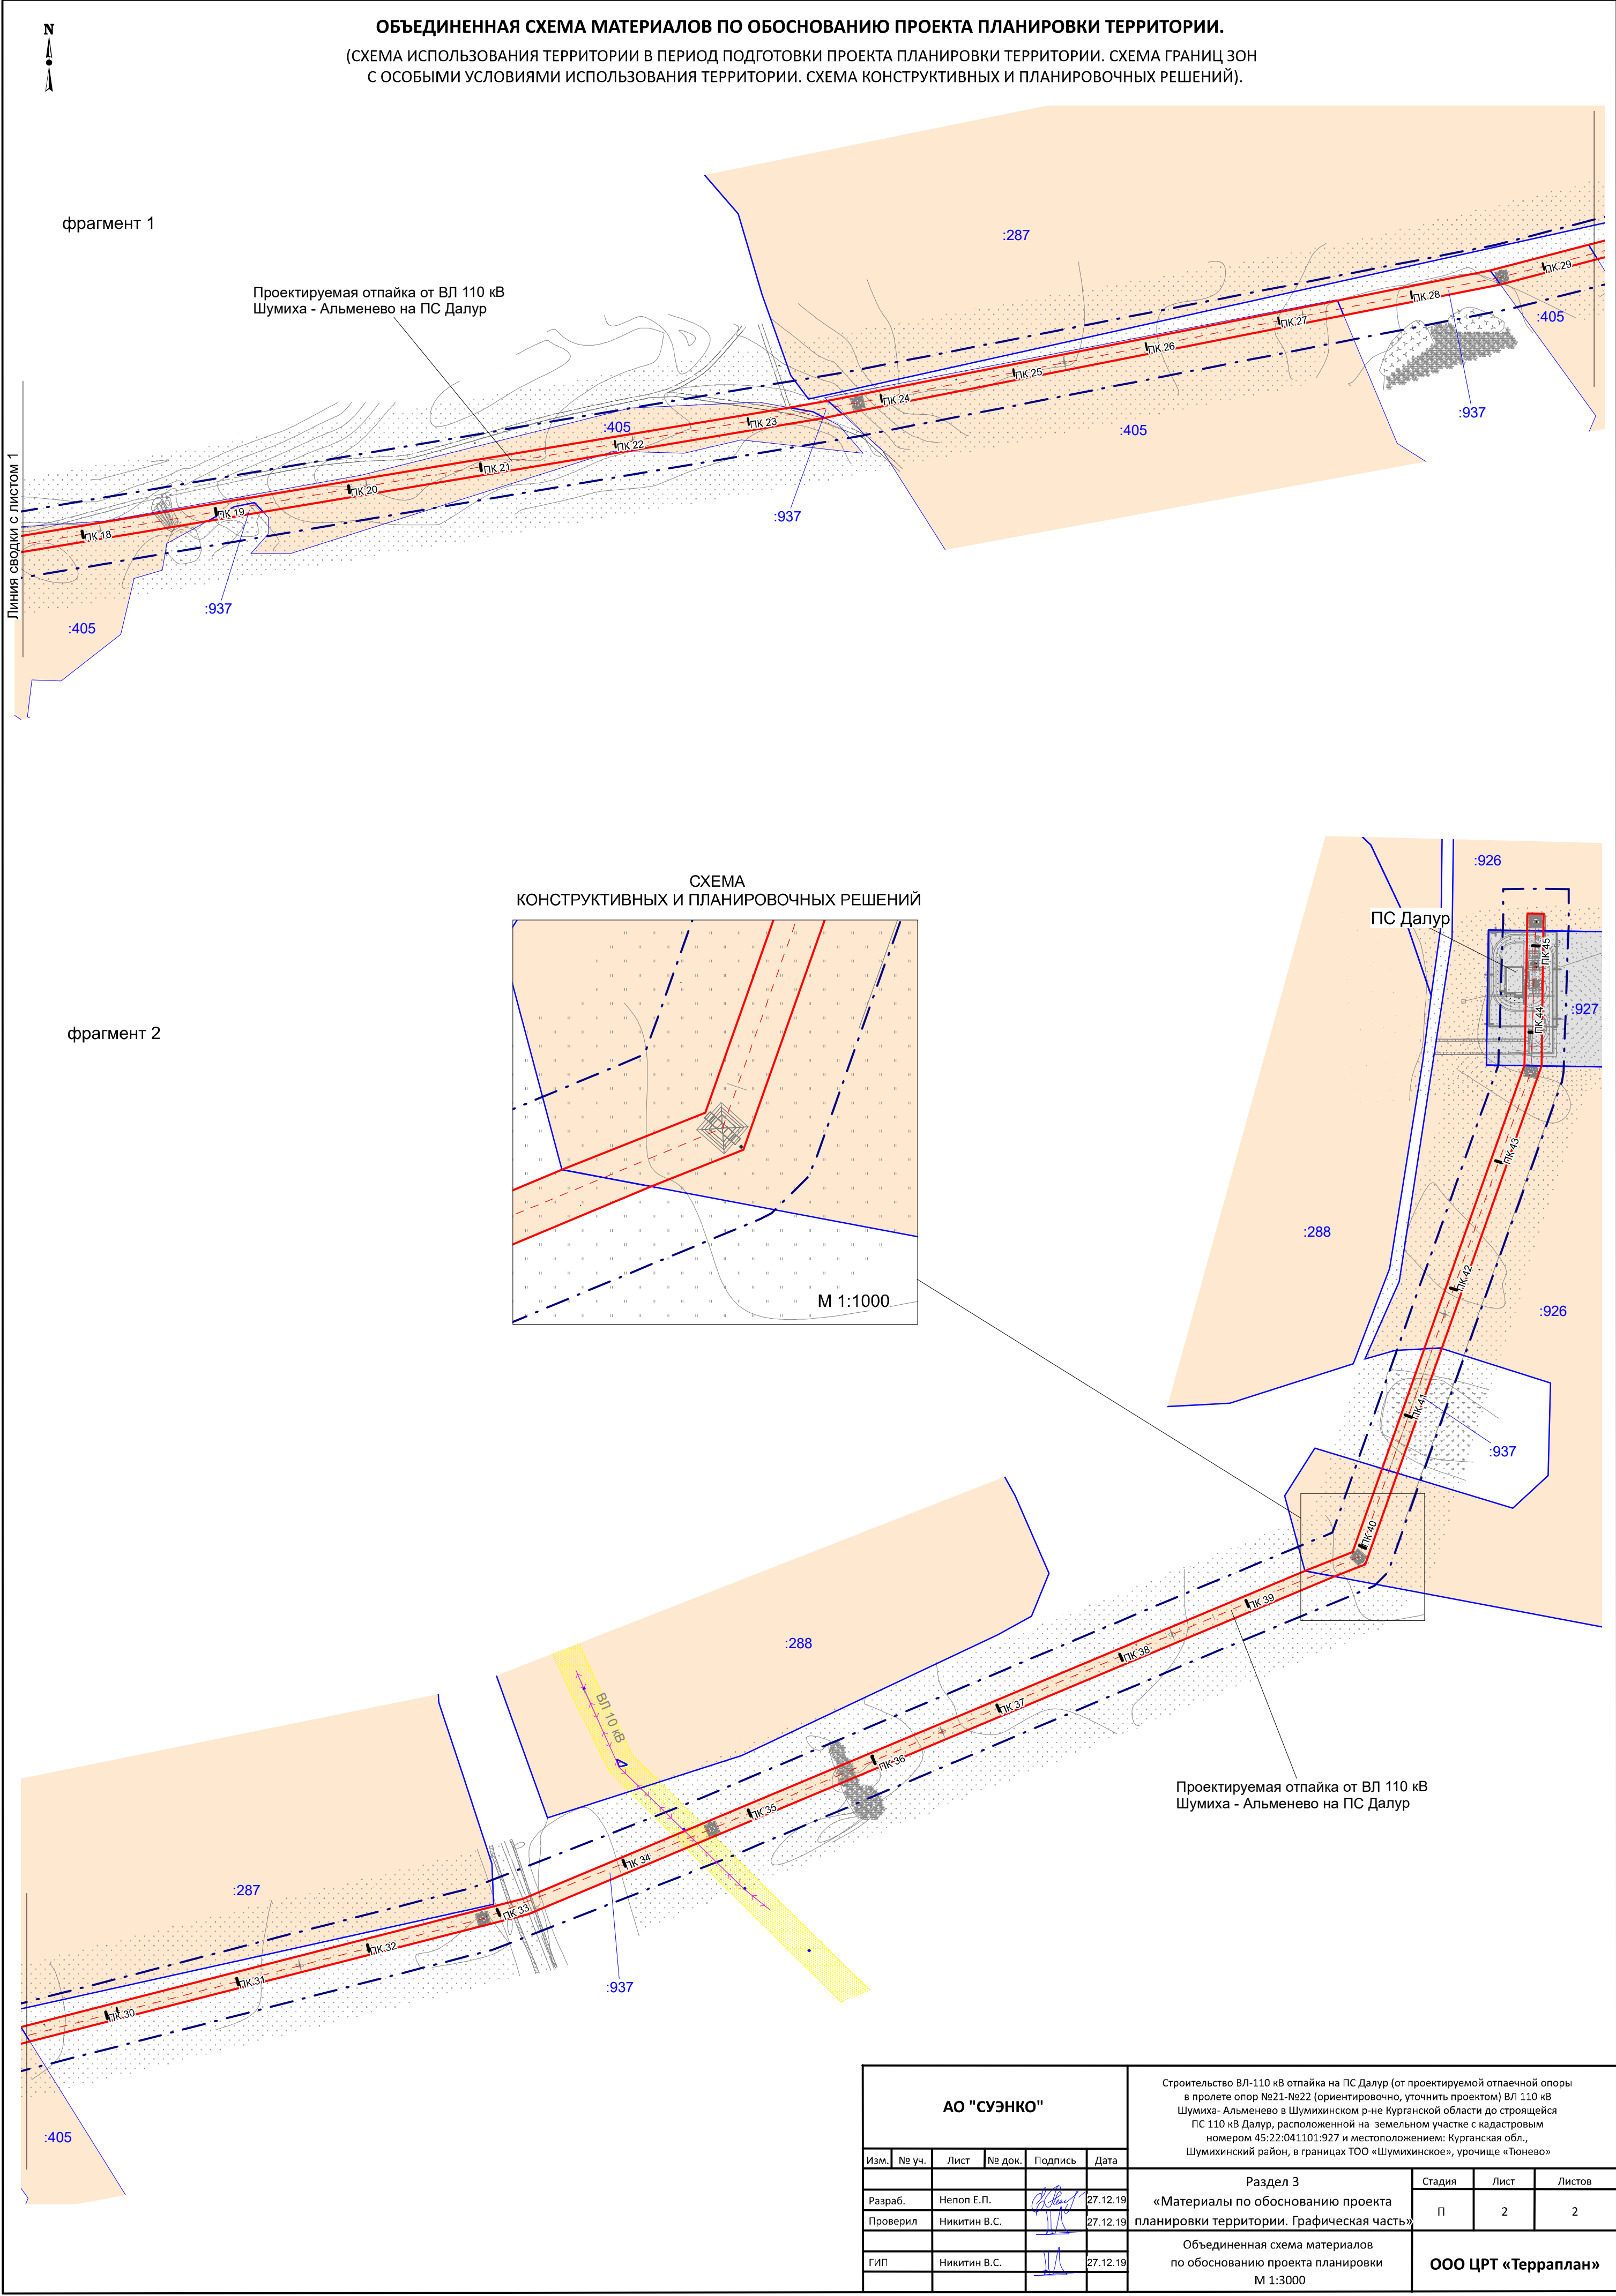 N
ОБЪЕДИНЕННАЯ СХЕМА МАТЕРИАЛОВ ПО ОБОСНОВАНИЮ ПРОЕКТА ПЛАНИРОВКИ ТЕРРИТОРИИ.
(СХЕМА ИСПОЛЬЗОВАНИЯ ТЕРРИТОРИИ В ПЕРИОД ПОДГОТОВКИ ПРОЕКТА ПЛАНИРОВКИ ТЕРРИТОРИИ. СХЕМА ГРАНИЦ ЗОН
С ОСОБЫМИ УСЛОВИЯМИ ИСПОЛЬЗОВАНИЯ ТЕРРИТОРИИ. СХЕМА КОНСТРУКТИВНЫХ И ПЛАНИРОВОЧНЫХ РЕШЕНИЙ).
фрагмент 1
:287
Проектируемая отпайка от ВЛ 110 кВ
Шумиха - Альменево на ПС Далур
ПК 29
ПК 28
:405
ПК 27
ПК 26
ПК 25
ПК 24
:937
ПК 23
:405
:405
ПК 22
ПК 21
ПК 20
ПК 19
:937
ПК 18
Линия сводки с листом 1
:937
:405
:926
СХЕМА
КОНСТРУКТИВНЫХ И ПЛАНИРОВОЧНЫХ РЕШЕНИЙ
ПС Далур
ПК 45
:927
ПК 44
фрагмент 2
ПК 43
:288
ПК 42
М 1:1000
:926
ПК 41
:937
ПК 40
ПК 39
:288
ПК 38
ВЛ 10 кВ
ПК 37
ПК 36
Проектируемая отпайка от ВЛ 110 кВ
Шумиха - Альменево на ПС Далур
ПК 35
ПК 34
:287
ПК 33
ПК 32
ПК 31
:937
ПК 30
:405
АО "СУЭНКО"
Строительство ВЛ-110 кВ отпайка на ПС Далур (от проектируемой отпаечной опоры
в пролете опор №21-№22 (ориентировочно, уточнить проектом) ВЛ 110 кВ
Шумиха- Альменево в Шумихинском р-не Курганской области до строящейся
ПС 110 кВ Далур, расположенной на земельном участке с кадастровым
номером 45:22:041101:927 и местоположением: Курганская обл.,
Шумихинский район, в границах ТОО «Шумихинское», урочище «Тюнево»
Изм. № уч. Лист № док. Подпись Дата
Раздел 3
«Материалы по обоснованию проекта
планировки территории. Графическая часть»
Стадия Лист Листов
П 2 2
Разраб. Непоп Е.П. 27.12.19
Проверил Никитин В.С. 27.12.19
ГИП Никитин В.С. 27.12.19
Объединенная схема материалов
по обоснованию проекта планировки
М 1:3000
ООО ЦРТ «Терраплан»